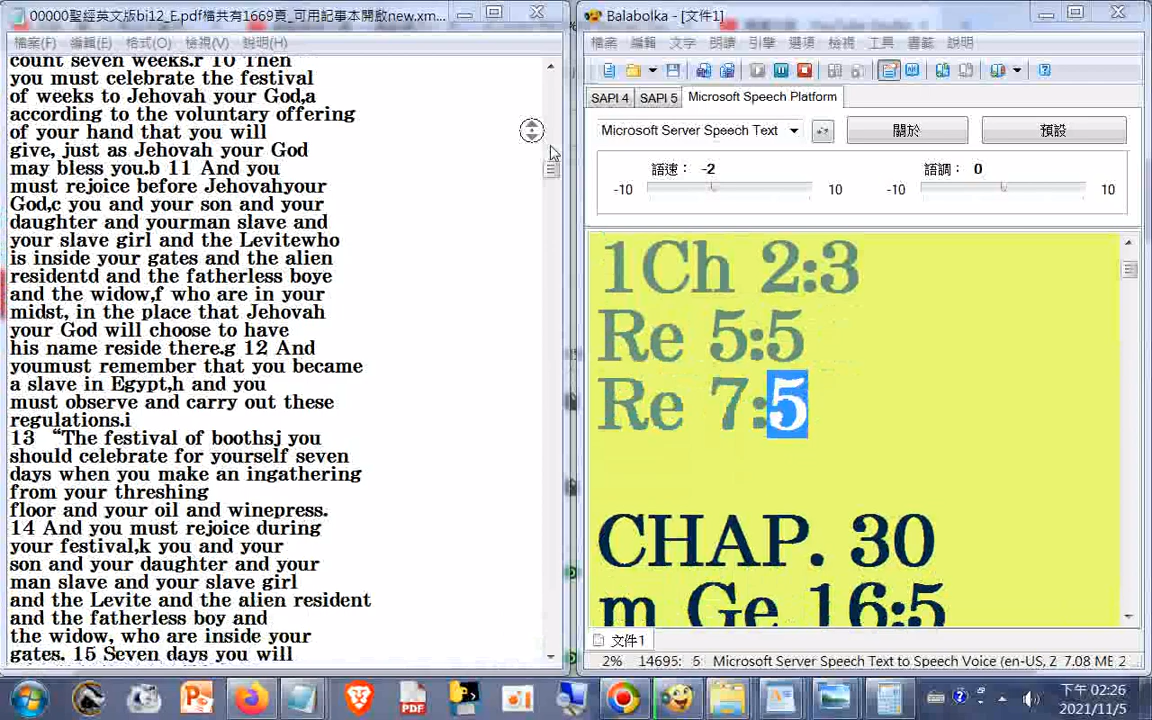 00000聖經英文版bi12_E.pdf檔共有1669頁_可用記事本開啟new.xm...
檔案(F) 編輯(E) 格式(O) 檢視(V) 說明(H)
count seven weeks.r 10 Then
you must celebrate the festival
of weeks to Jehovah your God,a
according to the voluntary offering
of your hand that you will
give, just as Jehovah your God
may bless you.b 11 And you
must rejoice before Jehovahyour
God,c you and your son and your
daughter and yourman slave and
your slave girl and the Levitewho
is inside your gates and the alien
residentd and the fatherless boye
and the widow,f who are in your
midst, in the place that Jehovah
your God will choose to have
his name reside there.g 12 And
youmust remember that you became
a slave in Egypt,h and you
must observe and carry out these
regulations.i
13 “The festival of boothsj you
should celebrate for yourself seven
days when you make an ingathering
from your threshing
floor and your oil and winepress.
14 And you must rejoice during
your festival,k you and your
son and your daughter and your
man slave and your slave girl
and the Levite and the alien resident
and the fatherless boy and
the widow, who are inside your
gates. 15 Seven days you will
Balabolka - [文件1]
檔案 編輯 文字 朗讀 引擎 選項 檢視 工具 書籤 說明
SAPI 4 SAPI 5 Microsoft Speech Platform
Microsoft Server Speech Text 關於 預設
語速： -2 語調： 0
-10 10 -10 10
1Ch 2:3
Re 5:5
Re 7:5
CHAP. 30
m Ge 16:5
文件1
2% 14695: 5 Microsoft Server Speech Text to Speech Voice (en-US, Z 7.08 ME 2
下午 02:26
2021/11/5